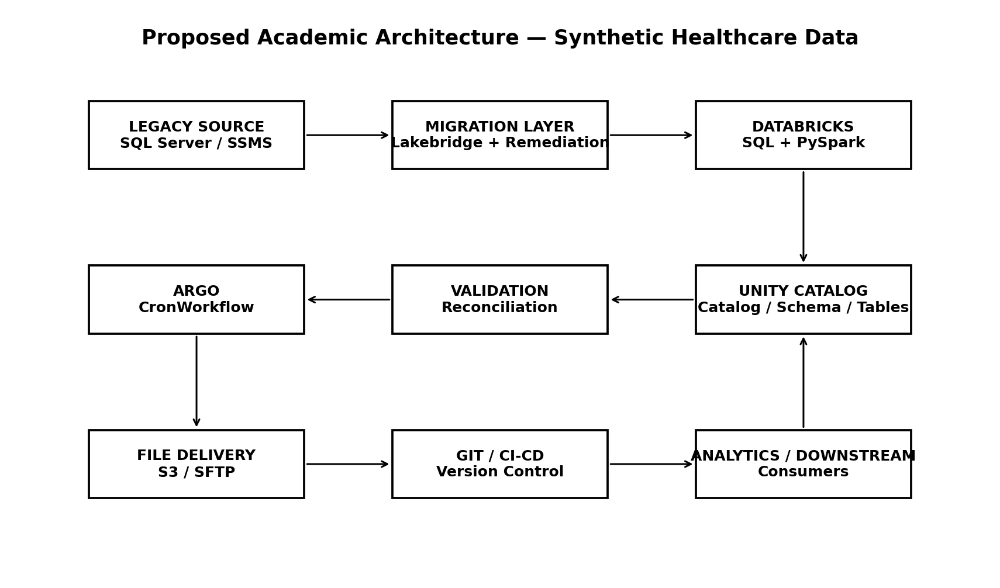 Proposed Academic Architecture — Synthetic Healthcare Data
LEGACY SOURCE
SQL Server / SSMS
MIGRATION LAYER
Lakebridge + Remediation
DATABRICKS
SQL + PySpark
ARGO
CronWorkflow
VALIDATION
Reconciliation
UNITY CATALOG
Catalog / Schema / Tables
FILE DELIVERY
S3 / SFTP
GIT / CI-CD
Version Control
ANALYTICS / DOWNSTREAM
Consumers